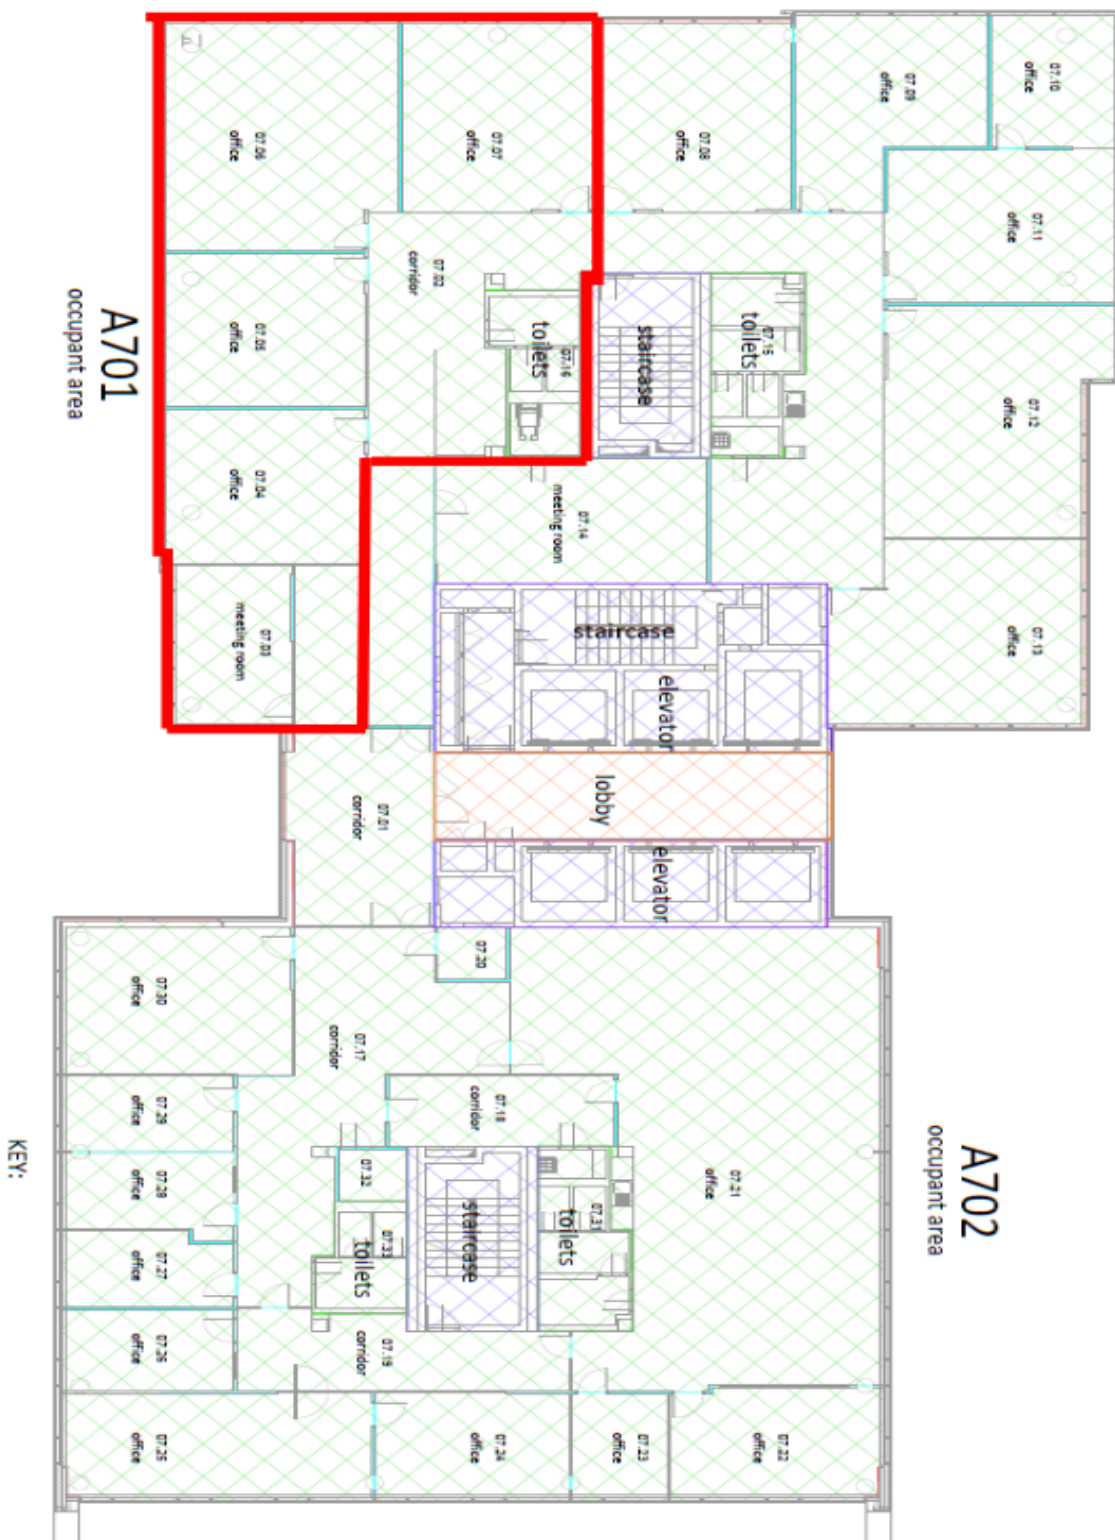 07.10
office
07.09
office
07.08
office
07.07
office
07.06
office
07.11
office
07.02
corridor
07.05
office
toilets
07.16
staircase
07.15
toilets
07.12
office
A701
occupant area
07.04
office
07.14
meeting room
07.03
meeting room
07.13
office
staircase
elevator
lobby
07.01
corridor
elevator
07.20
07.30
office
07.17
corridor
07.18
corridor
07.29
office
07.28
office
07.32
07.33
toilets
staircase
07.31
toilets
07.21
office
A702
occupant area
07.27
office
07.26
office
07.19
corridor
07.25
office
07.24
office
07.23
office
07.22
office
KEY: